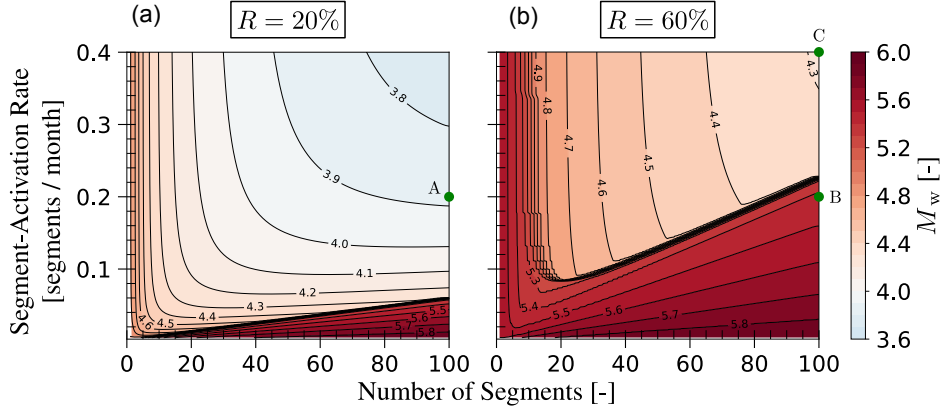 (a)
R = 20%
(b)
R = 60%
C
0.4
0.3
0.2
0.1
Segment-Activation Rate
[segments / month]
3.8
3.9
4.0
4.1
4.2
4.3
4.4
4.5
4.6
5.5
5.6
5.7
5.8
A
4.9
4.8
4.7
4.6
4.5
4.4
4.3
5.3
5.4
5.5
5.6
5.7
5.8
B
6.0
5.6
5.2
4.8
4.4
4.0
3.6
M_w [-]
0 20 40 60 80 100
0 20 40 60 80 100
Number of Segments [-]